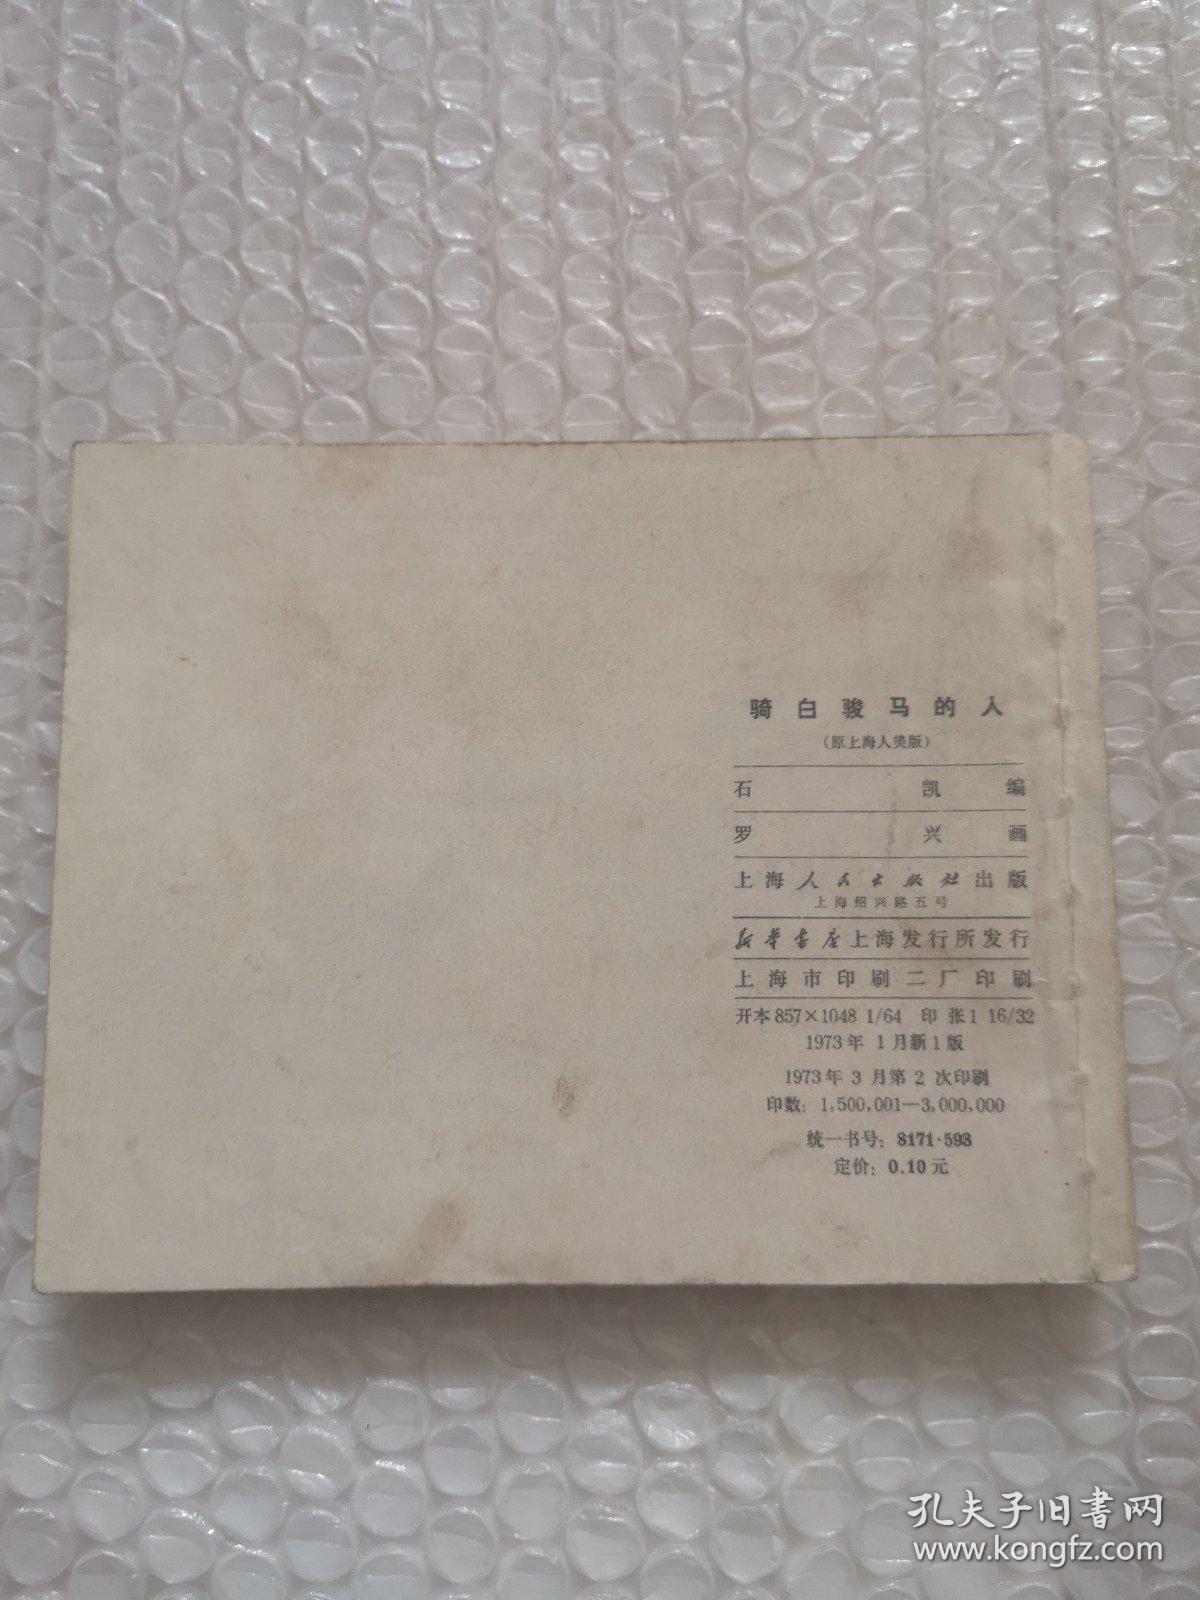 骑白骏马的人
（原上海人美版）
石凯编
罗兴画
上海人民出版社出版
上海绍兴路五号
新华书店上海发行所发行
上海市印刷二厂印刷
开本 857×1048 1/64 印张 1 16/32
1973年 1月新1版
1973年 3月第 2 次印刷
印数：1,500,001—3,000,000
统一书号：8171·593
定价：0.10元
孔夫子旧书网
www.kongfz.com